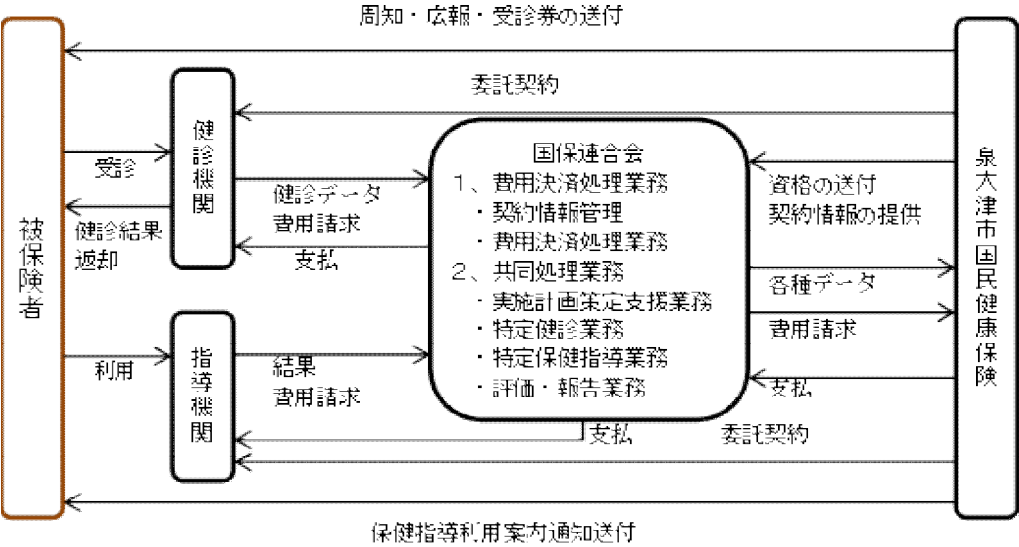 周知・広報・受診券の送付
委託契約
被保険者
健診機関
受診
健診結果
返却
健診データ
費用請求
支払
国保連合会
1、費用決済処理業務
・契約情報管理
・費用決済処理業務
2、共同処理業務
・実施計画策定支援業務
・特定健診業務
・特定保健指導業務
・評価・報告業務
資格の送付
契約情報の提供
各種データ
費用請求
支払
泉大津市国民健康保険
利用
指導機関
結果
費用請求
支払
委託契約
保健指導利用案内通知送付